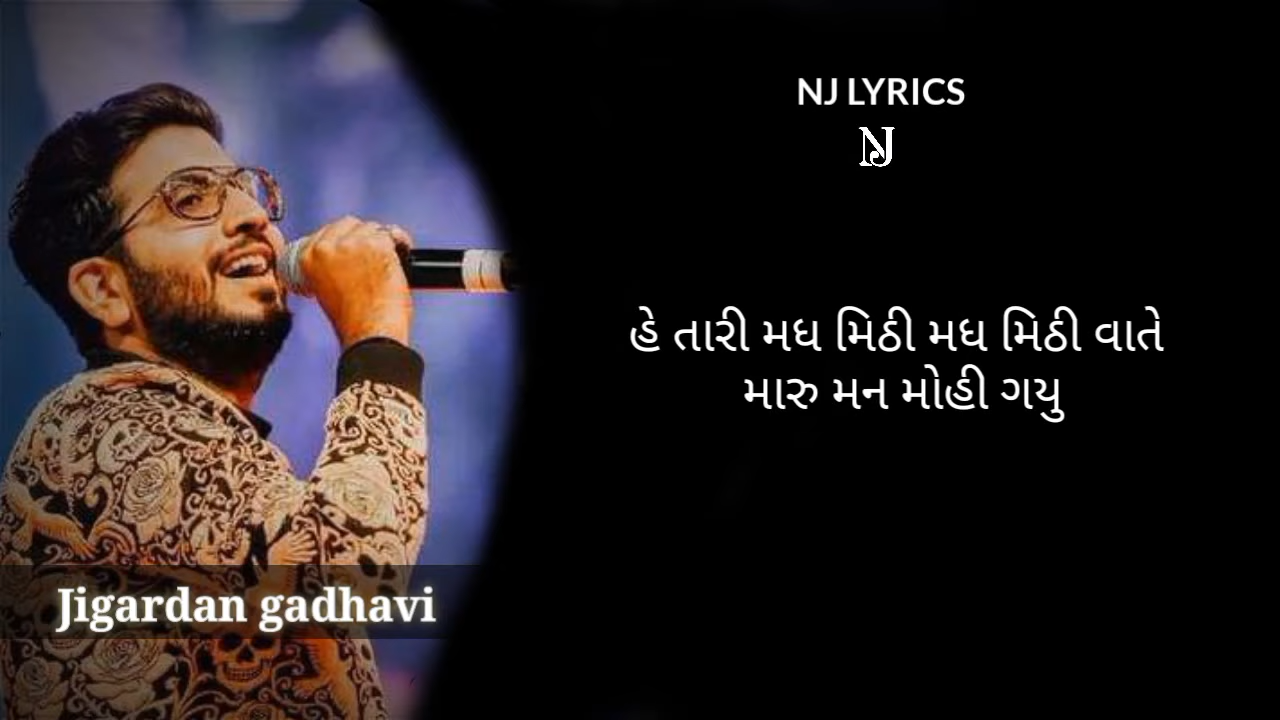 NJ LYRICS
NJ
હે તારી મધ મિઠી મધ મિઠી વાતે
મારુ મન મોહી ગયુ
Jigardan gadhavi